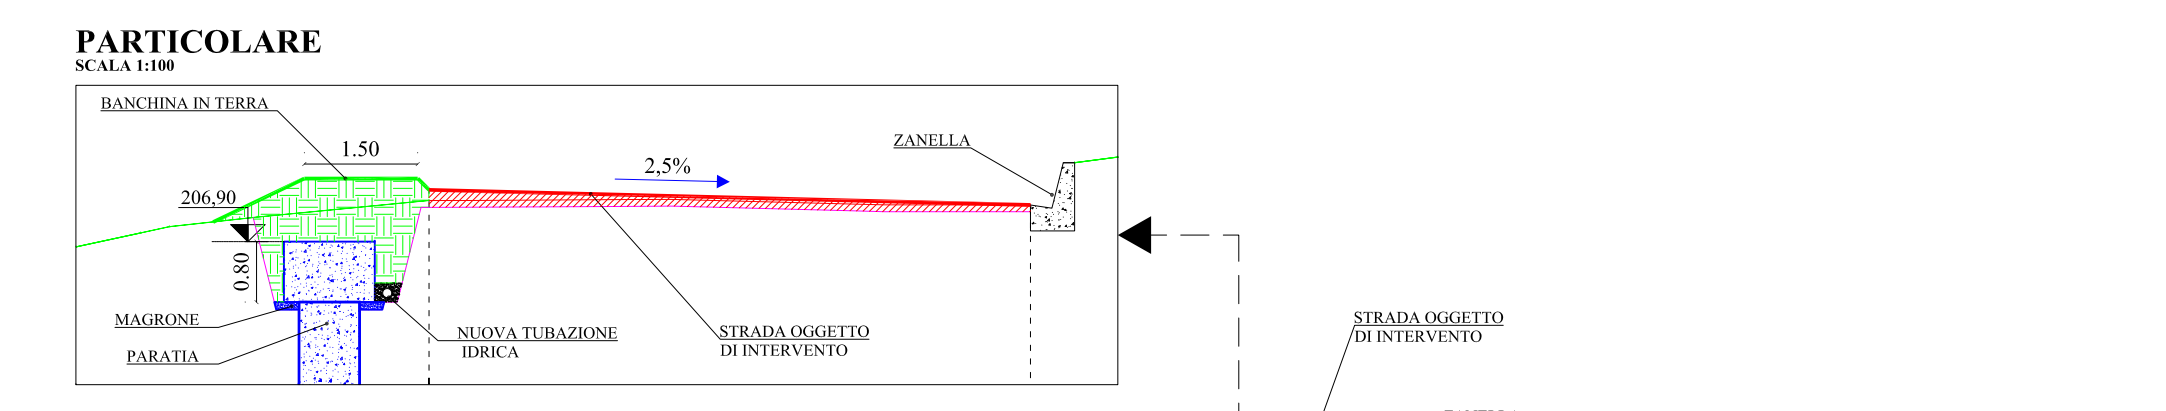 PARTICOLARE
SCALA 1:100
BANCHINA IN TERRA
1.50
2,5%
ZANELLA
206,90
0.80
MAGRONE
PARATIA
NUOVA TUBAZIONE
IDRICA
STRADA OGGETTO
DI INTERVENTO
STRADA OGGETTO
DI INTERVENTO